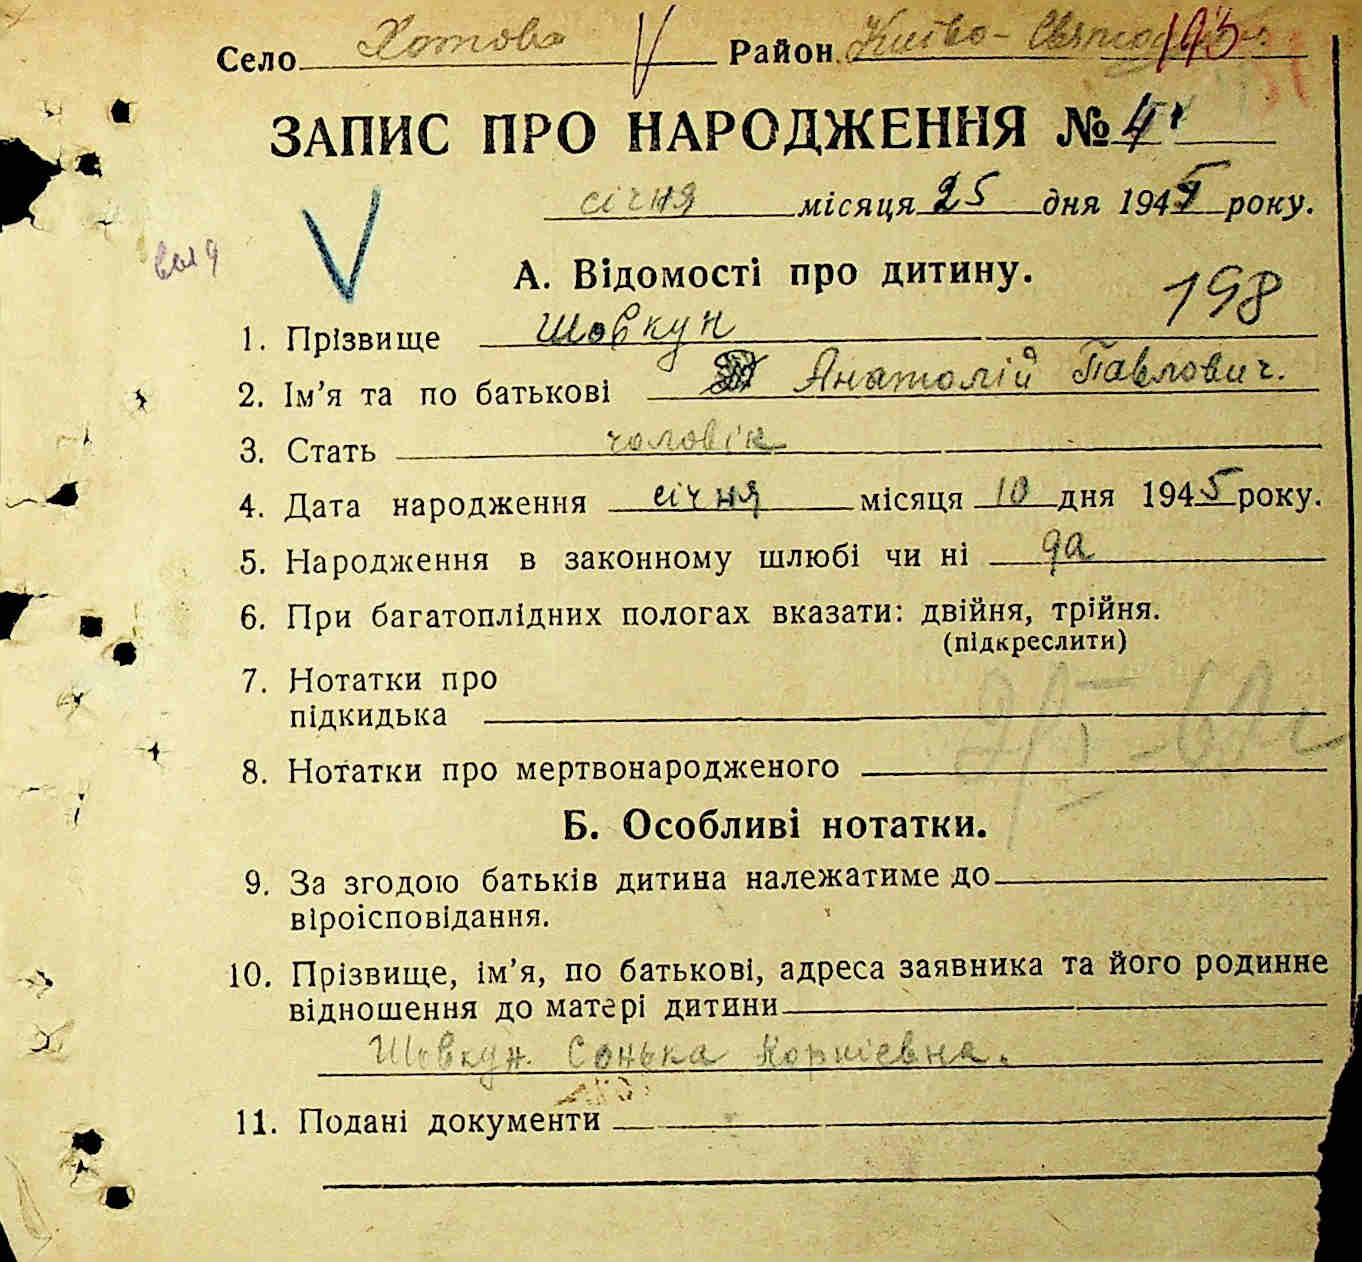 Село Хотов Район Києво-Святош 193
ЗАПИС ПРО НАРОДЖЕННЯ № 4
січня місяця 25 дня 1945 року.
А. Відомості про дитину.
198
1. Прізвище Шовкун
2. Ім’я та по батькові Анатолій Павлович.
3. Стать чоловік
4. Дата народження січня місяця 10 дня 1945 року.
5. Народження в законному шлюбі чи ні да
6. При багатоплідних пологах вказати: двійня, трійня.
(підкреслити)
7. Нотатки про
підкидька
8. Нотатки про мертвонародженого
Б. Особливі нотатки.
9. За згодою батьків дитина належатиме до
віроісповідання.
10. Прізвище, ім’я, по батькові, адреса заявника та його родинне
відношення до матері дитини
Шовкун Сонька Корніевна.
11. Подані документи